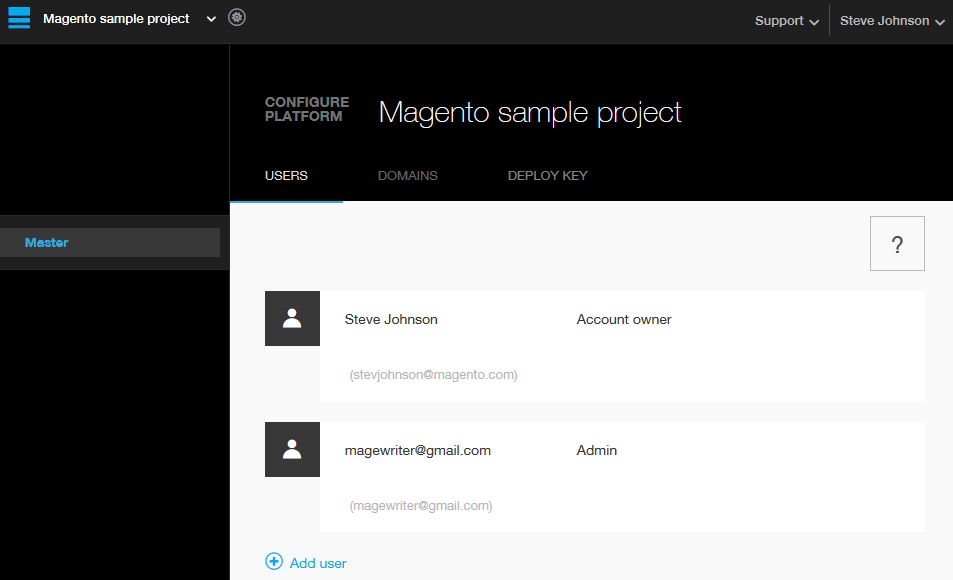 Magento sample project
Support
Steve Johnson
CONFIGURE
PLATFORM
Magento sample project
USERS
DOMAINS
DEPLOY KEY
Master
?
Steve Johnson
Account owner
(stevjohnson@magento.com)
magewriter@gmail.com
Admin
(magewriter@gmail.com)
Add user